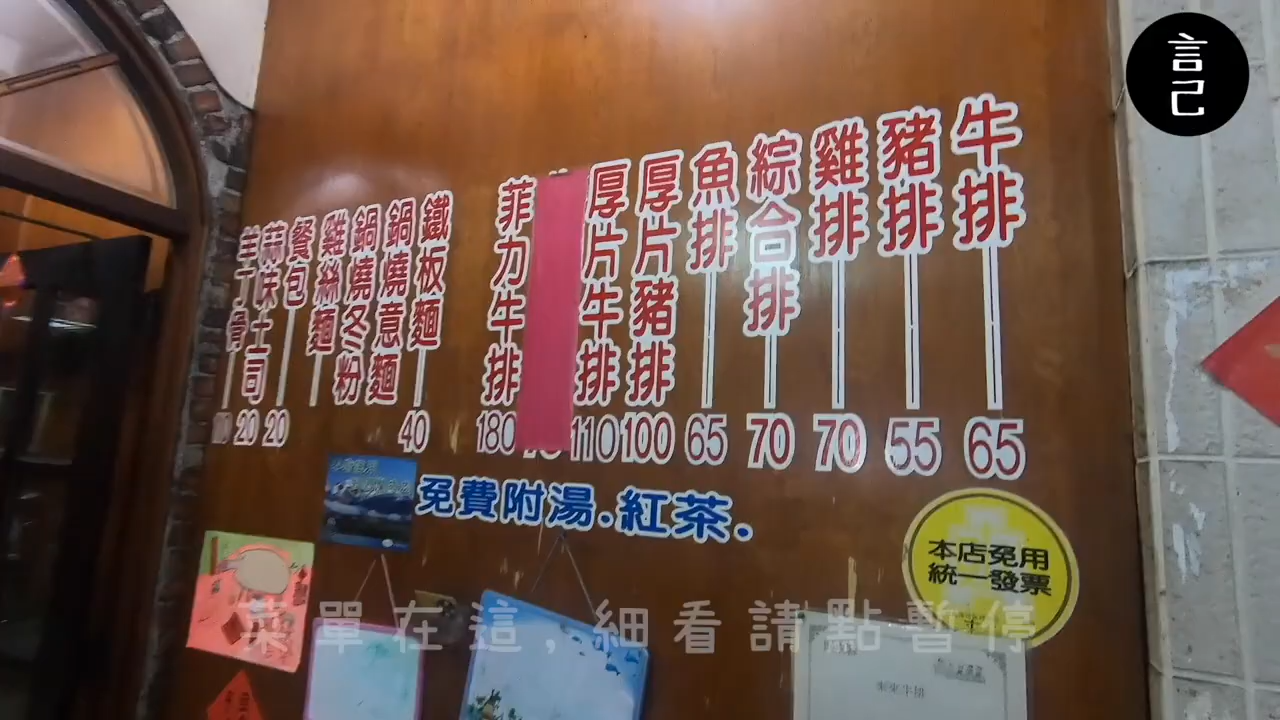 言己
牛排 65
豬排 55
雞排 70
綜合排 70
魚排 65
厚片豬排 100
厚片牛排 110
菲力牛排 180
鐵板麵 40
鍋燒意麵
鍋燒冬粉
雞絲麵
餐包 20
蒜味土司 20
免費附湯.紅茶.
本店免用
統一發票
菜單在這,細看請點暫停